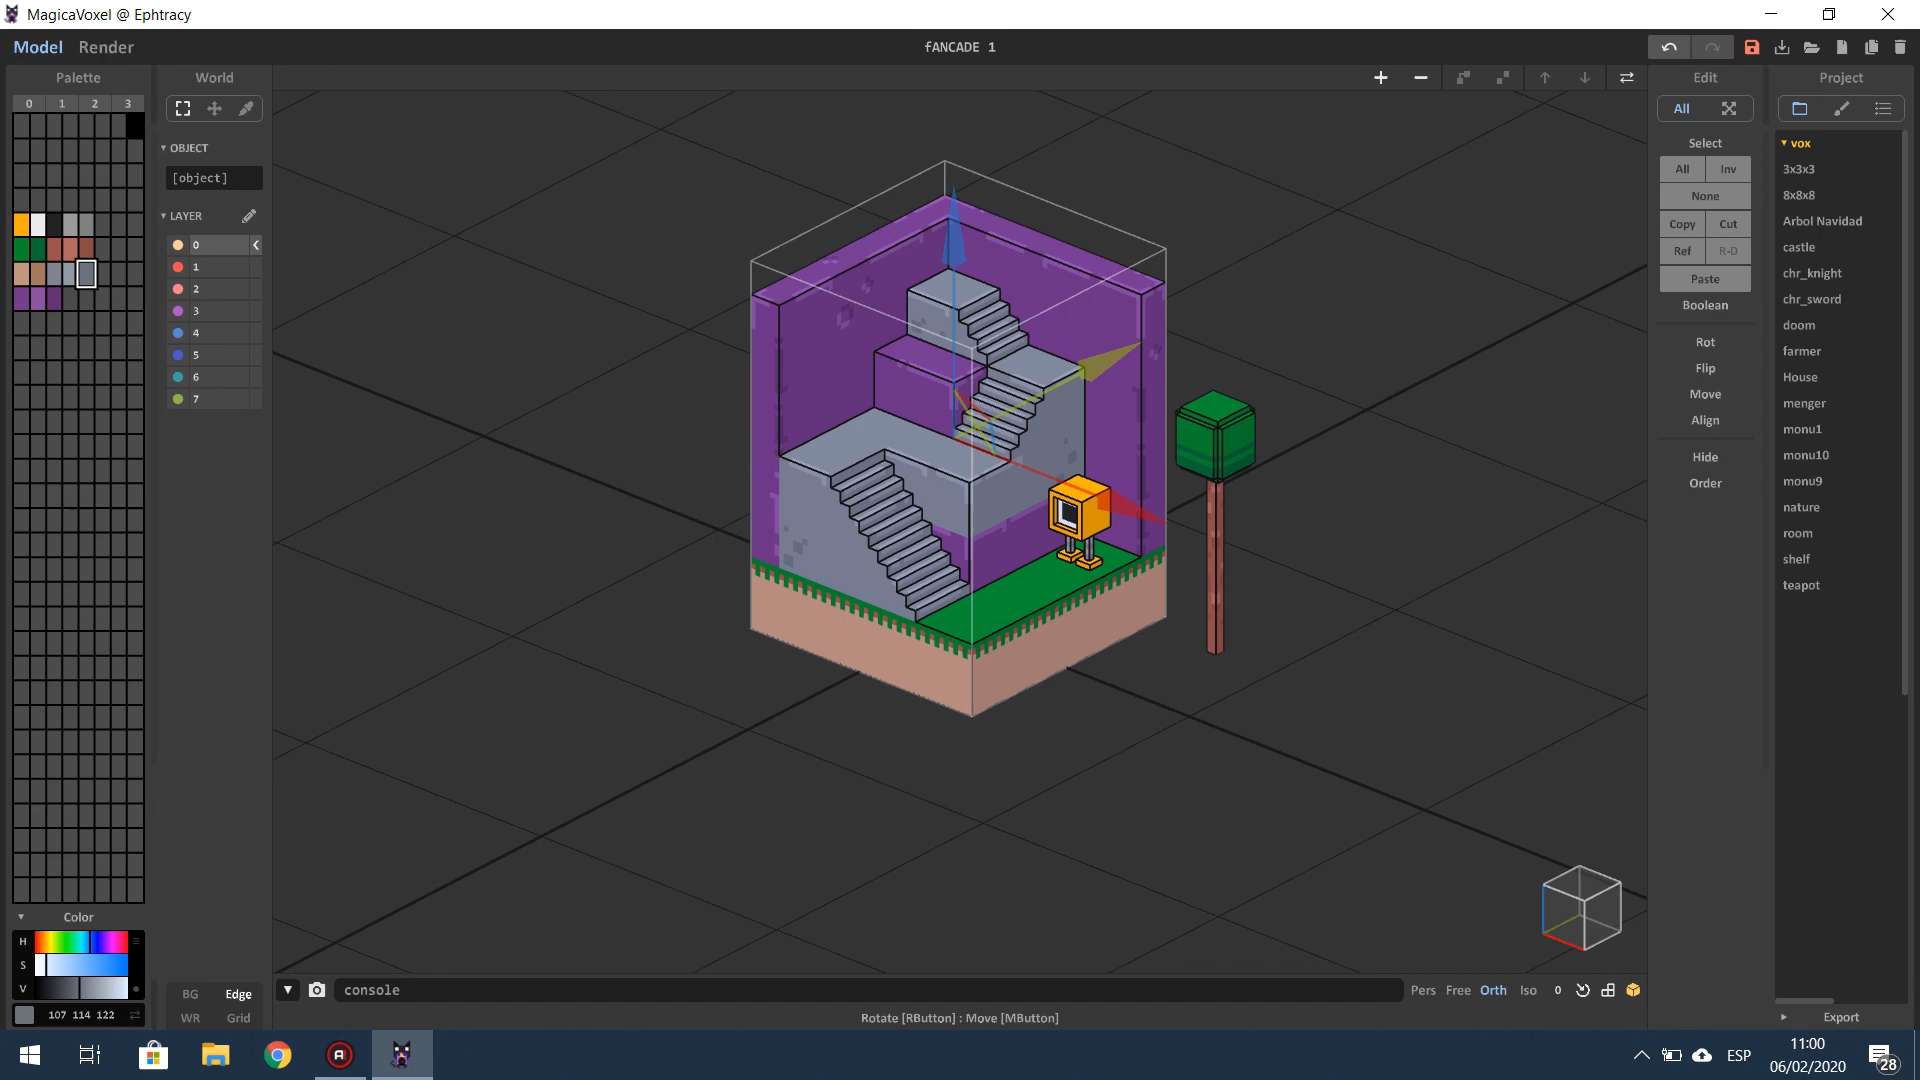 MagicaVoxel @ Ephtracy
Model Render
fANCADE 1
Palette
World
Edit
Project
0 1 2 3
All
OBJECT
[object]
LAYER
0
1
2
3
4
5
6
7
Select
All Inv
None
Copy Cut
Ref R-D
Paste
Boolean
Rot
Flip
Move
Align
Hide
Order
vox
3x3x3
8x8x8
Arbol Navidad
castle
chr_knight
chr_sword
doom
farmer
House
menger
monu1
monu10
monu9
nature
room
shelf
teapot
Color
H
S
V
107 114 122
BG Edge
WR Grid
console
Pers Free Orth Iso 0
Rotate [RButton] : Move [MButton]
Export
ESP
11:00
06/02/2020
28